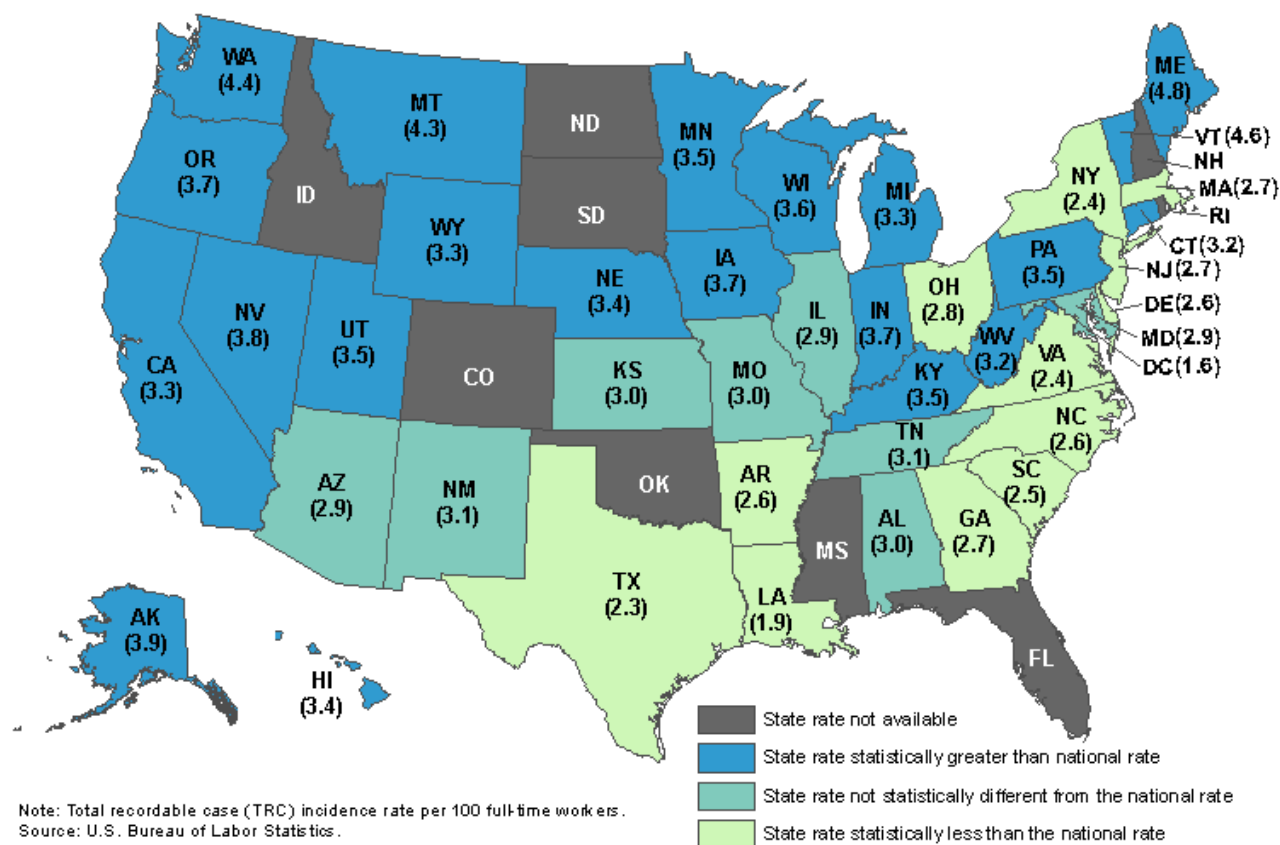 WA
(4.4)
MT
(4.3)
ND
MN
(3.5)
ME
(4.8)
VT(4.6)
NH
MA(2.7)
RI
CT(3.2)
NJ(2.7)
DE(2.6)
MD(2.9)
DC(1.6)
OR
(3.7)
ID
WY
(3.3)
SD
WI
(3.6)
MI
(3.3)
NY
(2.4)
PA
(3.5)
NE
(3.4)
IA
(3.7)
IL
(2.9)
IN
(3.7)
OH
(2.8)
WV
(3.2)
VA
(2.4)
NV
(3.8)
UT
(3.5)
CA
(3.3)
CO
KS
(3.0)
MO
(3.0)
KY
(3.5)
TN
(3.1)
NC
(2.6)
SC
(2.5)
AZ
(2.9)
NM
(3.1)
OK
AR
(2.6)
MS
AL
(3.0)
GA
(2.7)
TX
(2.3)
LA
(1.9)
FL
AK
(3.9)
HI
(3.4)
State rate not available
State rate statistically greater than national rate
State rate not statistically different from the national rate
State rate statistically less than the national rate
Note: Total recordable case (TRC) incidence rate per 100 full-time workers.
Source: U.S. Bureau of Labor Statistics.